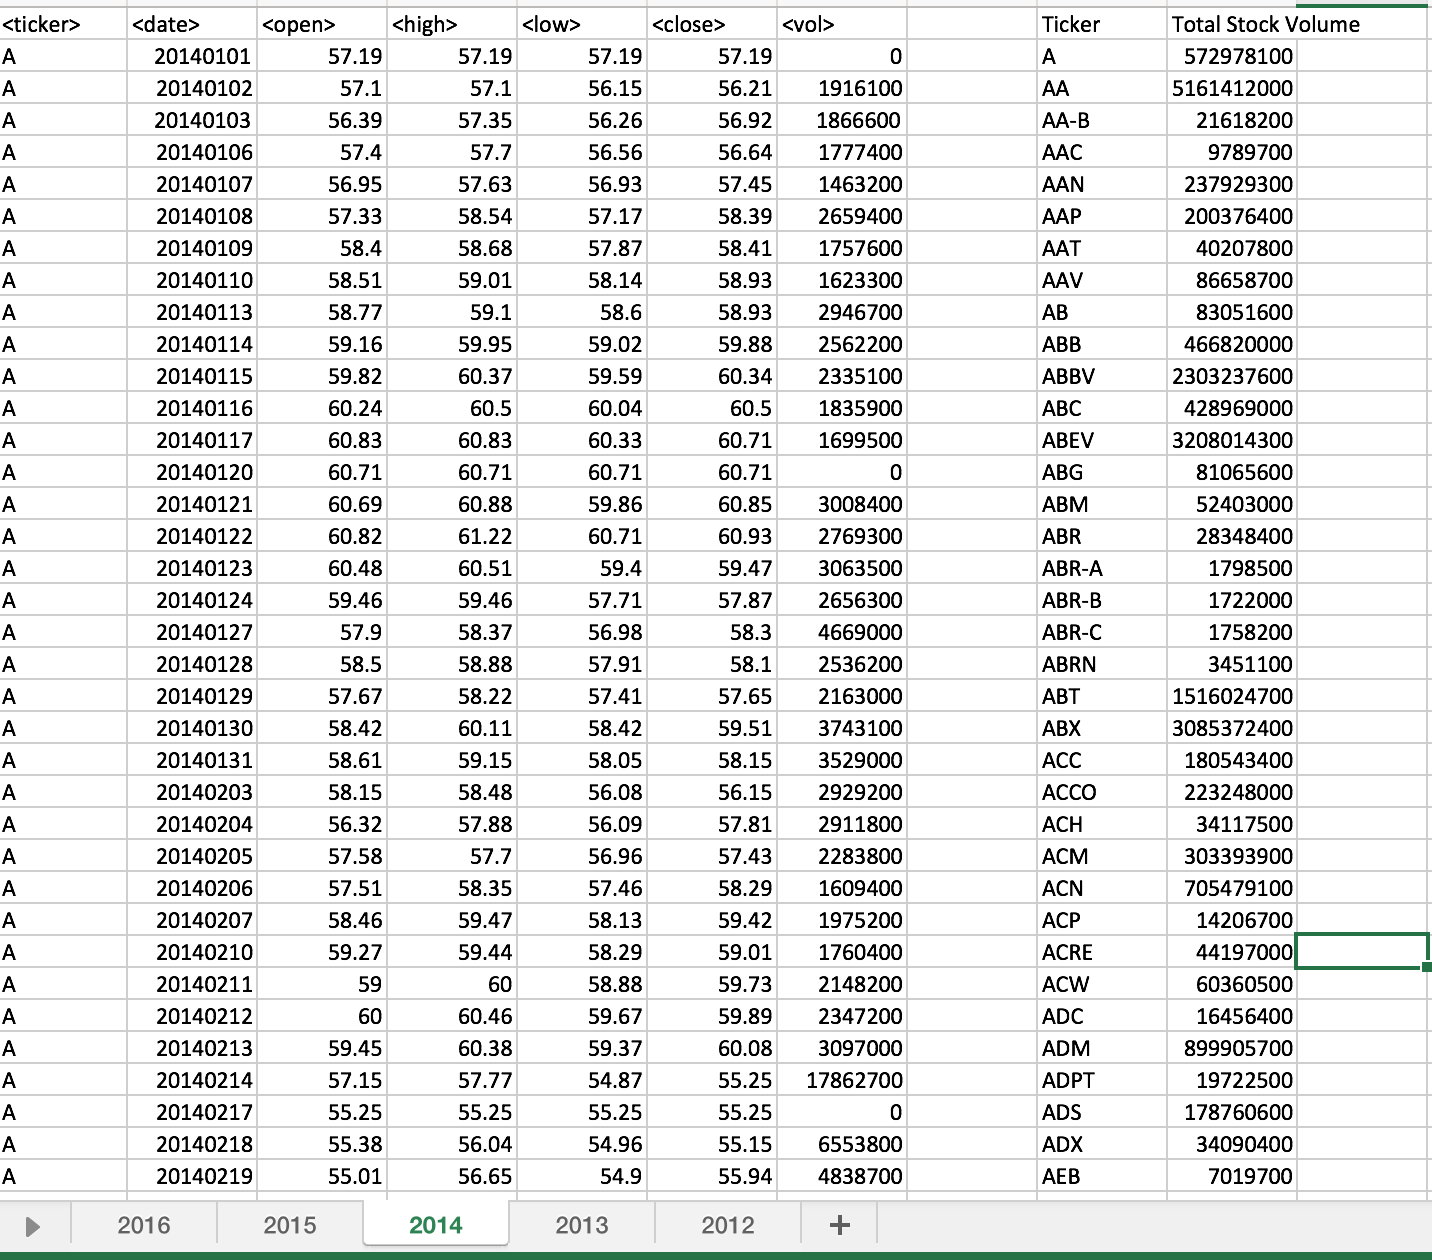 <ticker> <date> <open> <high> <low> <close> <vol> Ticker Total Stock Volume
A 20140101 57.19 57.19 57.19 57.19 0 A 572978100
A 20140102 57.1 57.1 56.15 56.21 1916100 AA 5161412000
A 20140103 56.39 57.35 56.26 56.92 1866600 AA-B 21618200
A 20140106 57.4 57.7 56.56 56.64 1777400 AAC 9789700
A 20140107 56.95 57.63 56.93 57.45 1463200 AAN 237929300
A 20140108 57.33 58.54 57.17 58.39 2659400 AAP 200376400
A 20140109 58.4 58.68 57.87 58.41 1757600 AAT 40207800
A 20140110 58.51 59.01 58.14 58.93 1623300 AAV 86658700
A 20140113 58.77 59.1 58.6 58.93 2946700 AB 83051600
A 20140114 59.16 59.95 59.02 59.88 2562200 ABB 466820000
A 20140115 59.82 60.37 59.59 60.34 2335100 ABBV 2303237600
A 20140116 60.24 60.5 60.04 60.5 1835900 ABC 428969000
A 20140117 60.83 60.83 60.33 60.71 1699500 ABEV 3208014300
A 20140120 60.71 60.71 60.71 60.71 0 ABG 81065600
A 20140121 60.69 60.88 59.86 60.85 3008400 ABM 52403000
A 20140122 60.82 61.22 60.71 60.93 2769300 ABR 28348400
A 20140123 60.48 60.51 59.4 59.47 3063500 ABR-A 1798500
A 20140124 59.46 59.46 57.71 57.87 2656300 ABR-B 1722000
A 20140127 57.9 58.37 56.98 58.3 4669000 ABR-C 1758200
A 20140128 58.5 58.88 57.91 58.1 2536200 ABRN 3451100
A 20140129 57.67 58.22 57.41 57.65 2163000 ABT 1516024700
A 20140130 58.42 60.11 58.42 59.51 3743100 ABX 3085372400
A 20140131 58.61 59.15 58.05 58.15 3529000 ACC 180543400
A 20140203 58.15 58.48 56.08 56.15 2929200 ACCO 223248000
A 20140204 56.32 57.88 56.09 57.81 2911800 ACH 34117500
A 20140205 57.58 57.7 56.96 57.43 2283800 ACM 303393900
A 20140206 57.51 58.35 57.46 58.29 1609400 ACN 705479100
A 20140207 58.46 59.47 58.13 59.42 1975200 ACP 14206700
A 20140210 59.27 59.44 58.29 59.01 1760400 ACRE 44197000
A 20140211 59 60 58.88 59.73 2148200 ACW 60360500
A 20140212 60 60.46 59.67 59.89 2347200 ADC 16456400
A 20140213 59.45 60.38 59.37 60.08 3097000 ADM 899905700
A 20140214 57.15 57.77 54.87 55.25 17862700 ADPT 19722500
A 20140217 55.25 55.25 55.25 55.25 0 ADS 178760600
A 20140218 55.38 56.04 54.96 55.15 6553800 ADX 34090400
A 20140219 55.01 56.65 54.9 55.94 4838700 AEB 7019700
2016 2015 2014 2013 2012 +